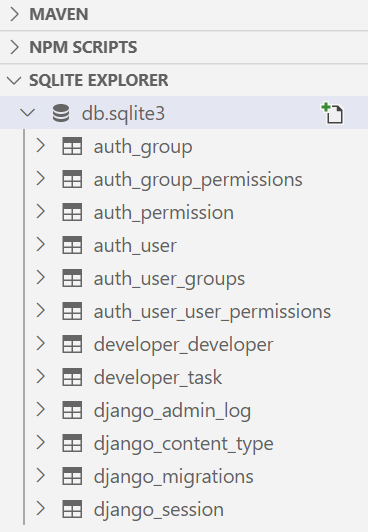 MAVEN
NPM SCRIPTS
SQLITE EXPLORER
db.sqlite3
auth_group
auth_group_permissions
auth_permission
auth_user
auth_user_groups
auth_user_user_permissions
developer_developer
developer_task
django_admin_log
django_content_type
django_migrations
django_session